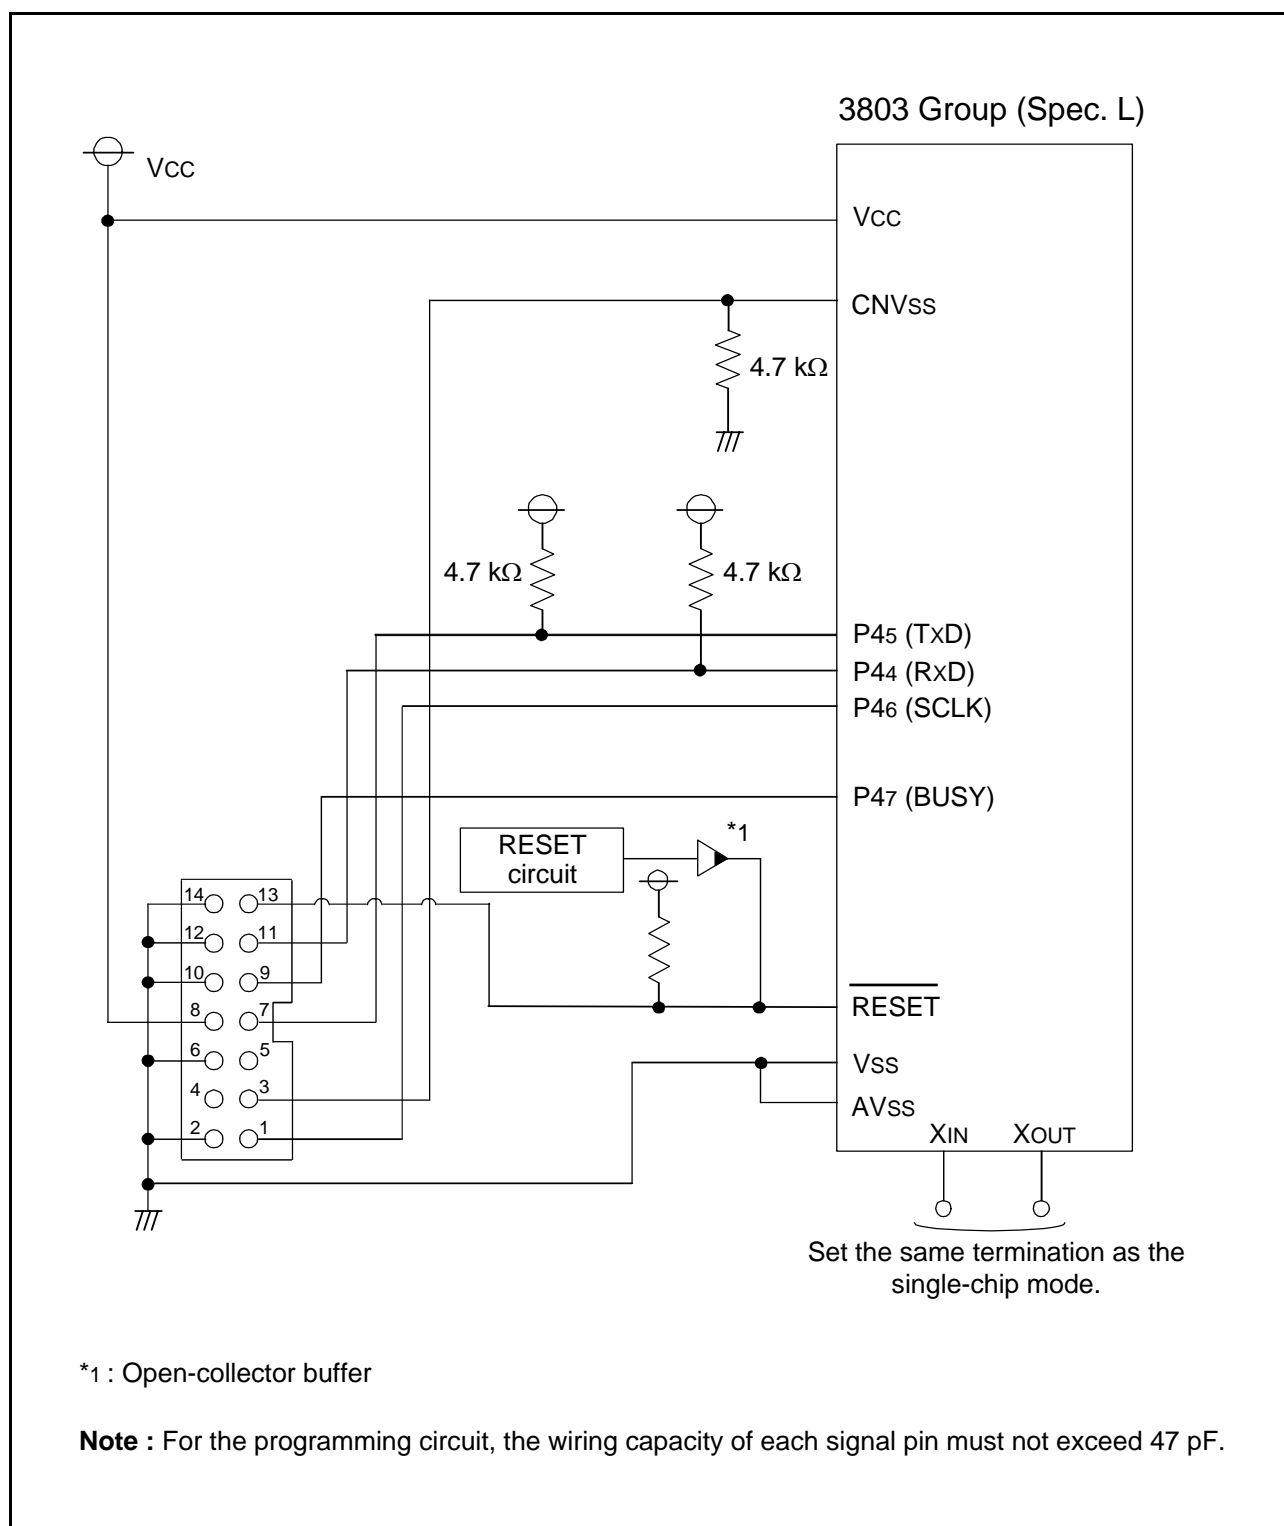 3803 Group (Spec. L)
VCC
VCC
CNVSS
4.7 kΩ
4.7 kΩ
4.7 kΩ
P45 (TXD)
P44 (RXD)
P46 (SCLK)
P47 (BUSY)
*1
RESET
circuit
14 13
12 11
10 9
8 7
6 5
4 3
2 1
RESET
VSS
AVSS
XIN XOUT
Set the same termination as the
single-chip mode.
*1 : Open-collector buffer
Note : For the programming circuit, the wiring capacity of each signal pin must not exceed 47 pF.